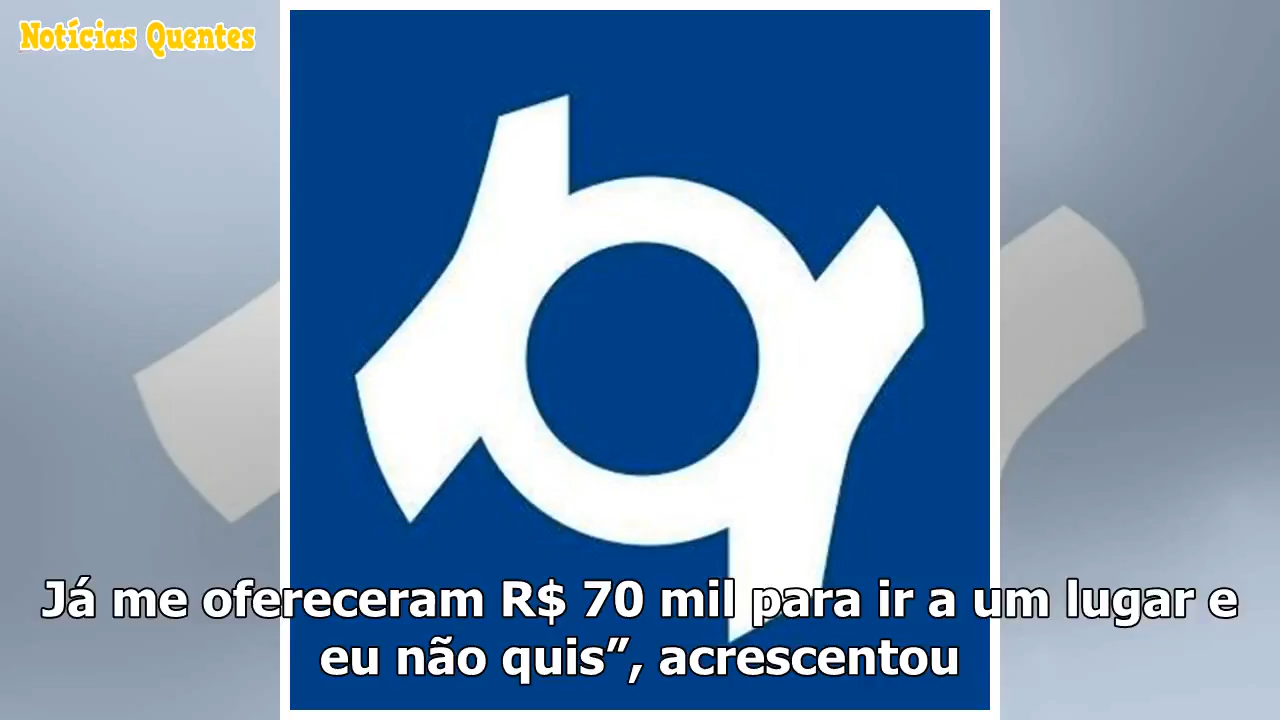 Notícias Quentes
Já me ofereceram R$ 70 mil para ir a um lugar e
eu não quis”, acrescentou